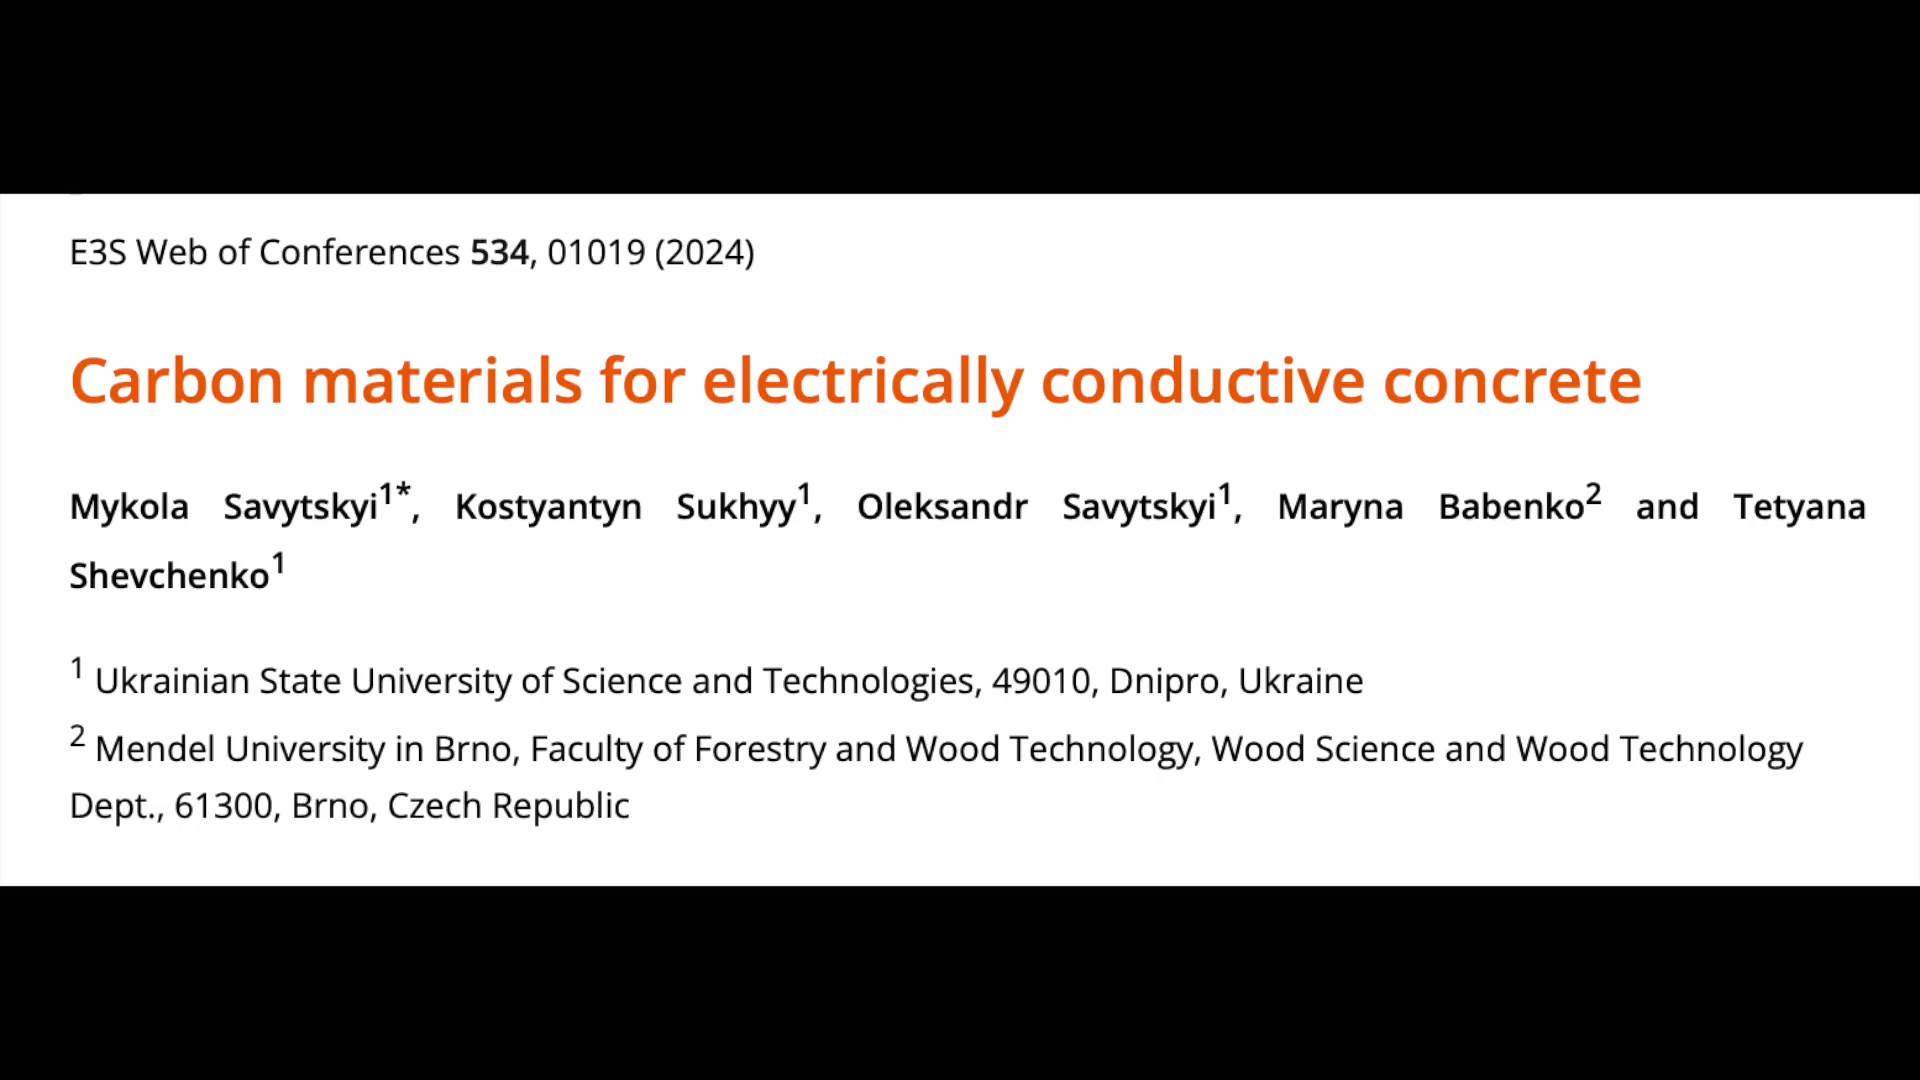 E3S Web of Conferences 534, 01019 (2024)
Carbon materials for electrically conductive concrete
Mykola Savytskyi1*, Kostyantyn Sukhyy1, Oleksandr Savytskyi1, Maryna Babenko2 and Tetyana
Shevchenko1
1 Ukrainian State University of Science and Technologies, 49010, Dnipro, Ukraine
2 Mendel University in Brno, Faculty of Forestry and Wood Technology, Wood Science and Wood Technology
Dept., 61300, Brno, Czech Republic